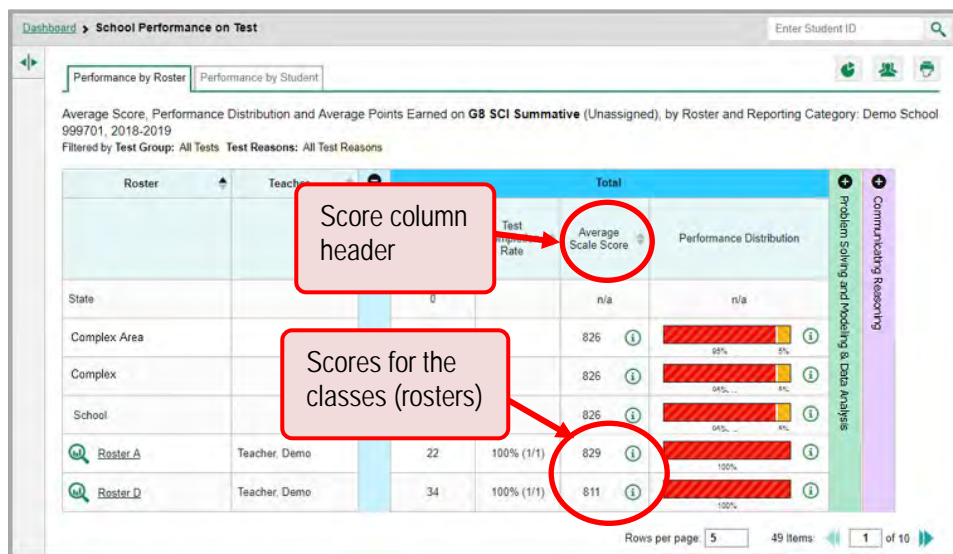 Dashboard > School Performance on Test
Enter Student ID
Performance by Roster
Performance by Student
Average Score, Performance Distribution and Average Points Earned on G8 SCI Summative (Unassigned), by Roster and Reporting Category: Demo School
999701, 2018-2019
Filtered by Test Group: All Tests Test Reasons: All Test Reasons
Roster
Total
Score column
header
Test
Rate
Average
Scale Score
Performance Distribution
Problem Solving and Modeling & Data Analysis
Communicating Reasoning
State 0 n/a n/a
Complex Area 826
5%
Scores for the
classes (rosters)
Complex 826
School 826
Roster A Teacher, Demo 22 100% (1/1) 829
100%
Roster D Teacher, Demo 34 100% (1/1) 811
100%
Rows per page: 5 49 Items 1 of 10